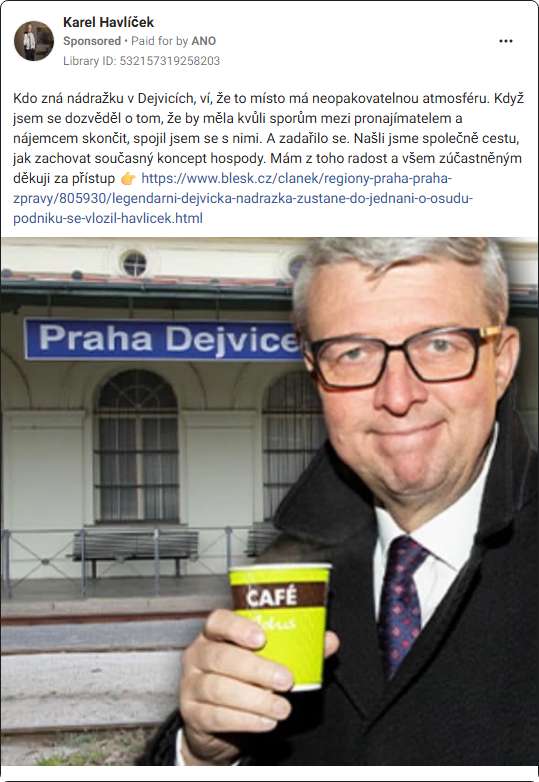 Karel Havlíček
Sponsored • Paid for by ANO
Library ID: 532157319258203
Kdo zná nádražku v Dejvicích, ví, že to místo má neopakovatelnou atmosféru. Když
jsem se dozvěděl o tom, že by měla kvůli sporům mezi pronajímatelem a
nájemcem skončit, spojil jsem se s nimi. A zadařilo se. Našli jsme společně cestu,
jak zachovat současný koncept hospody. Mám z toho radost a všem zúčastněným
děkuji za přístup 👉 https://www.blesk.cz/clanek/regiony-praha-praha-
zpravy/805930/legendarni-dejvicka-nadrazka-zustane-do-jednani-o-osudu-
podniku-se-vlozil-havlicek.html
Praha Dejvice
CAFÉ